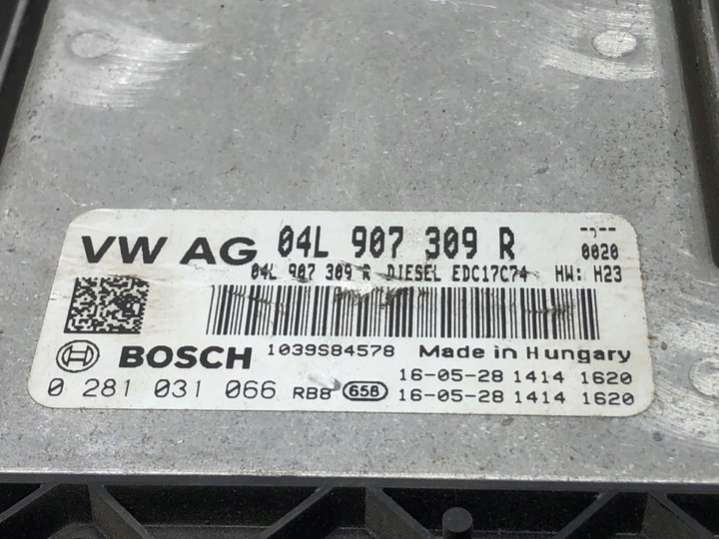 VW AG 04L 907 309 R ----
0020
04L 907 309 R DIESEL EDC17C74 HW: H23
BOSCH 1039S84578 Made in Hungary
16-05-28 1414 1620
0 281 031 066 RB8 658 16-05-28 1414 1620